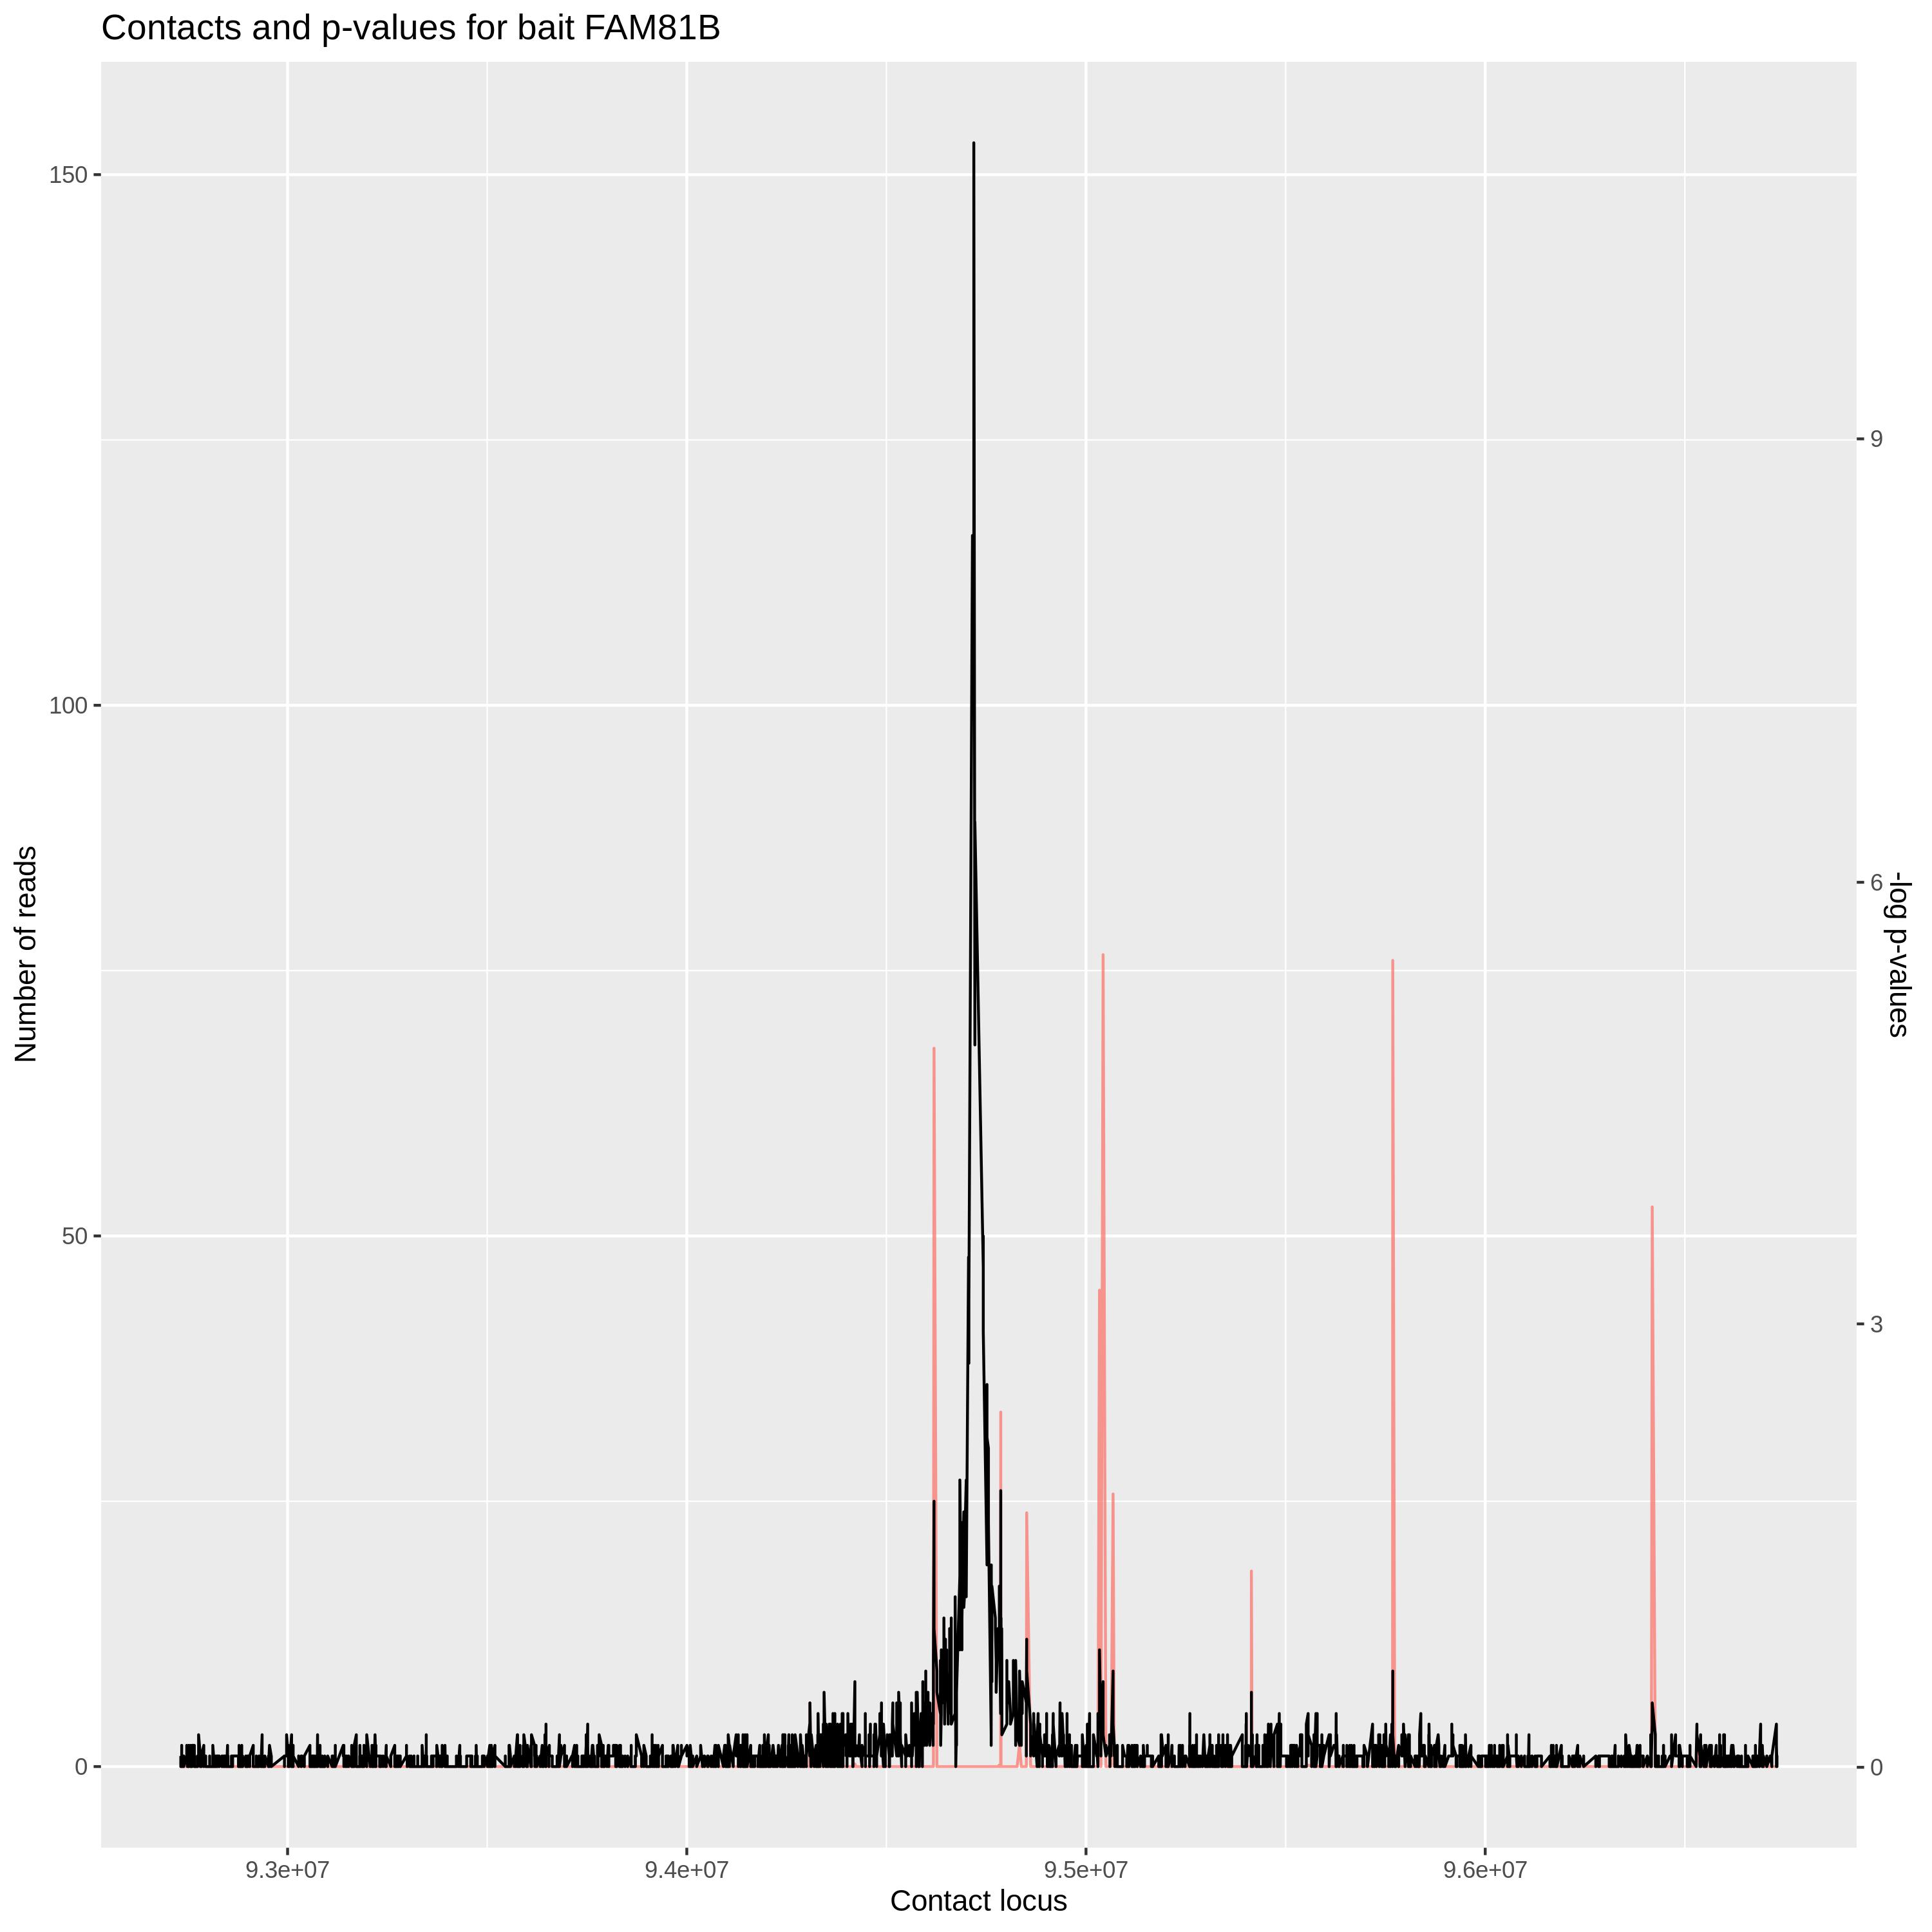 Contacts and p-values for bait FAM81B
150
100
50
0
Number of reads
9
6
3
0
-log p-values
9.3e+07
9.4e+07
9.5e+07
9.6e+07
Contact locus